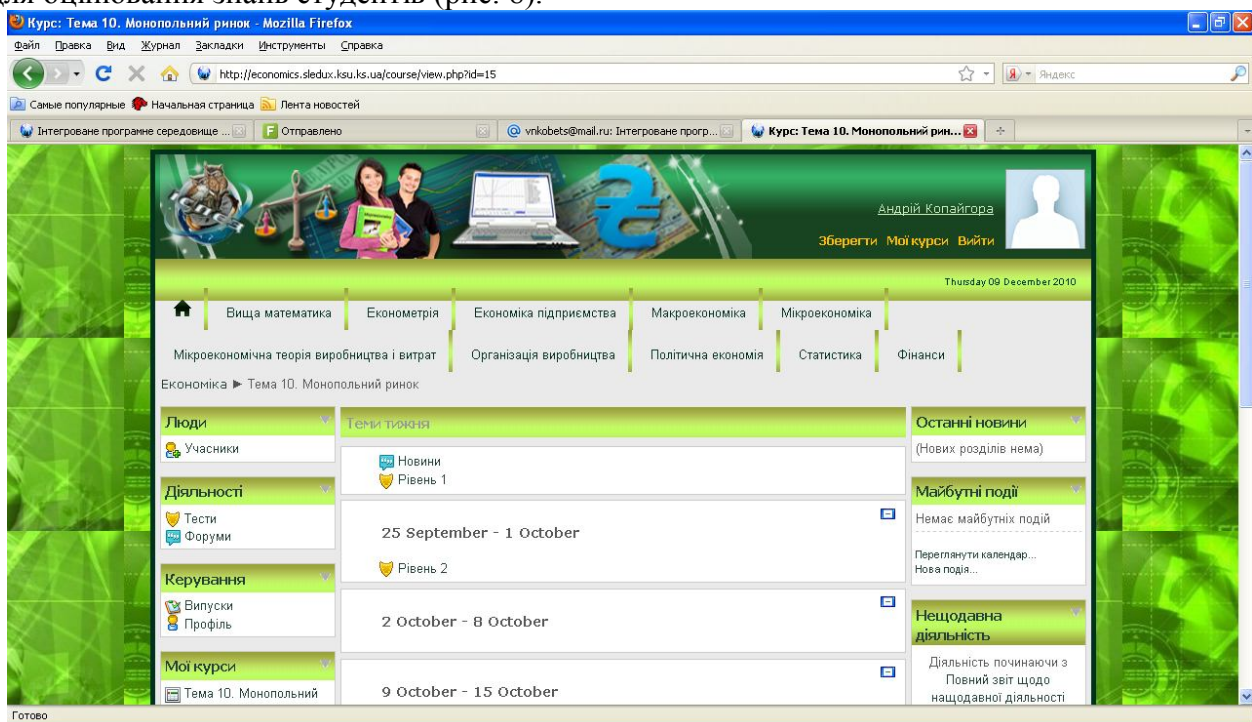 для оцінювання знань студентів (рис. 8).
Курс: Тема 10. Монопольний ринок - Mozilla Firefox
Файл Правка Вид Журнал Закладки Инструменты Справка
http://economics.sledux.ksu.ks.ua/course/view.php?id=15
Яндекс
Самые популярные Начальная страница Лента новостей
Інтегроване програмне середовище ... Отправлено vnkobets@mail.ru: Інтегроване прогр... Курс: Тема 10. Монопольний рин...
Андрій Копайгора
Зберегти Мої курси Вийти
Thursday 09 December 2010
Вища математика Економетрія Економіка підприємства Макроекономіка Мікроекономіка
Мікроекономічна теорія виробництва і витрат Організація виробництва Політична економія Статистика Фінанси
Економіка ► Тема 10. Монопольний ринок
Люди
Учасники
Діяльності
Тести
Форуми
Керування
Випуски
Профіль
Мої курси
Тема 10. Монопольний
Теми тижня
Новини
Рівень 1
25 September - 1 October
Рівень 2
2 October - 8 October
9 October - 15 October
Останні новини
(Нових розділів нема)
Майбутні події
Немає майбутніх подій
Переглянути календар...
Нова подія...
Нещодавна
діяльність
Діяльність починаючи з
Повний звіт щодо
нащодавної діяльності
Готово